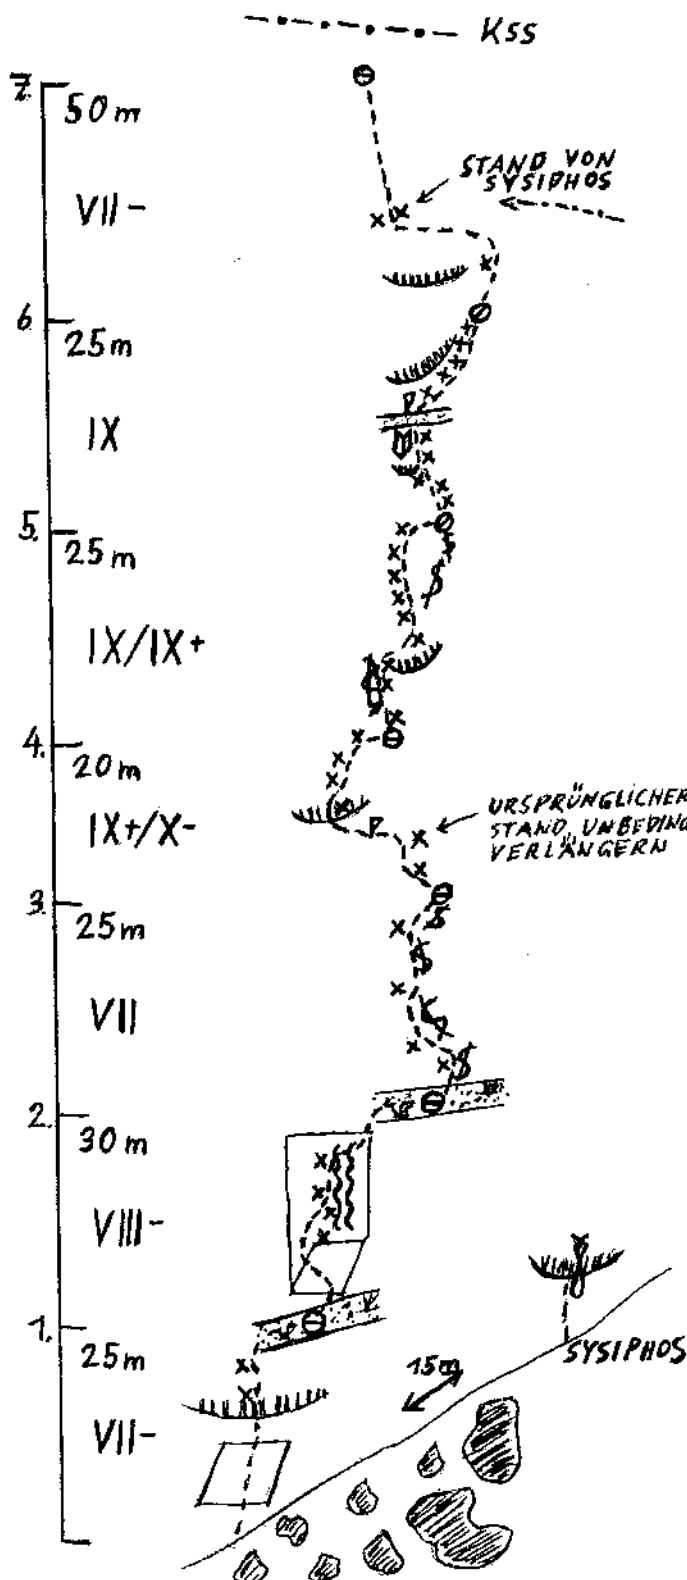 KSS
7.
50m
STAND VON
SYSIPHOS
VII-
6.
25m
IX
5.
25m
IX/IX+
4.
20m
URSPRÜNGLICHER
STAND, UNBEDING
VERLÄNGERN
IX+/X-
3.
25m
VII
2.
30m
VIII-
1.
25m
15m
SYSIPHOS
VII-